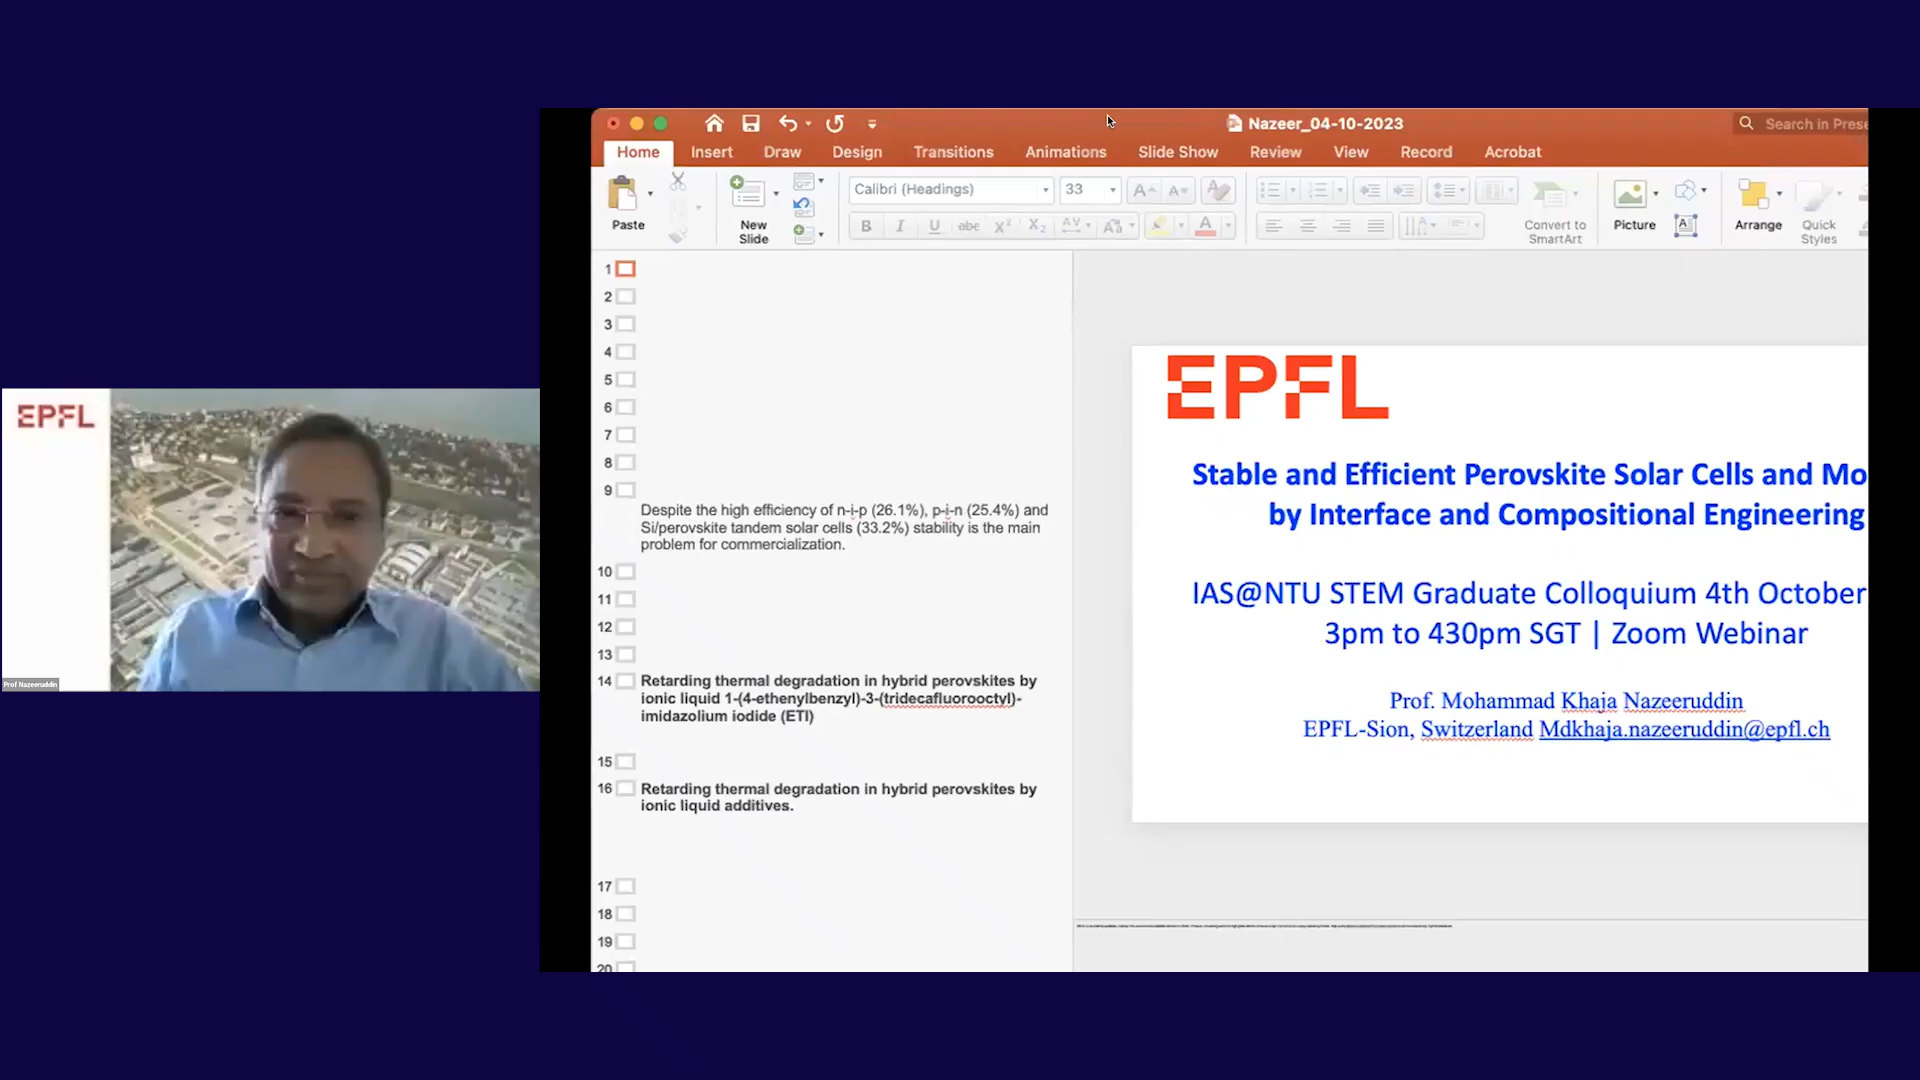 EPFL
Prof Nazeeruddin
Nazeer_04-10-2023
Search in Prese
Home
Insert
Draw
Design
Transitions
Animations
Slide Show
Review
View
Record
Acrobat
Paste
New
Slide
Calibri (Headings)
33
Convert to
SmartArt
Picture
Arrange
Quick
Styles
1
2
3
4
5
6
7
8
9
Despite the high efficiency of n-i-p (26.1%), p-i-n (25.4%) and
Si/perovskite tandem solar cells (33.2%) stability is the main
problem for commercialization.
10
11
12
13
14 Retarding thermal degradation in hybrid perovskites by
ionic liquid 1-(4-ethenylbenzyl)-3-(tridecafluorooctyl)-
imidazolium iodide (ETI)
15
16 Retarding thermal degradation in hybrid perovskites by
ionic liquid additives.
17
18
19
20
EPFL
Stable and Efficient Perovskite Solar Cells and Mo
by Interface and Compositional Engineering
IAS@NTU STEM Graduate Colloquium 4th October
3pm to 430pm SGT | Zoom Webinar
Prof. Mohammad Khaja Nazeeruddin
EPFL-Sion, Switzerland Mdkhaja.nazeeruddin@epfl.ch